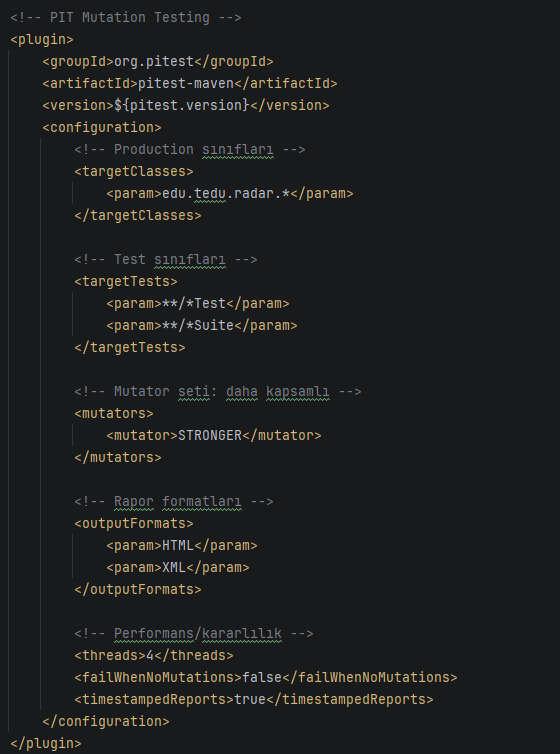 <!-- PIT Mutation Testing -->
<plugin>
    <groupId>org.pitest</groupId>
    <artifactId>pitest-maven</artifactId>
    <version>${pitest.version}</version>
    <configuration>
        <!-- Production sınıfları -->
        <targetClasses>
            <param>edu.tedu.radar.*</param>
        </targetClasses>

        <!-- Test sınıfları -->
        <targetTests>
            <param>**/*Test</param>
            <param>**/*Suite</param>
        </targetTests>

        <!-- Mutator seti: daha kapsamlı -->
        <mutators>
            <mutator>STRONGER</mutator>
        </mutators>

        <!-- Rapor formatları -->
        <outputFormats>
            <param>HTML</param>
            <param>XML</param>
        </outputFormats>

        <!-- Performans/kararlılık -->
        <threads>4</threads>
        <failWhenNoMutations>false</failWhenNoMutations>
        <timestampedReports>true</timestampedReports>
    </configuration>
</plugin>